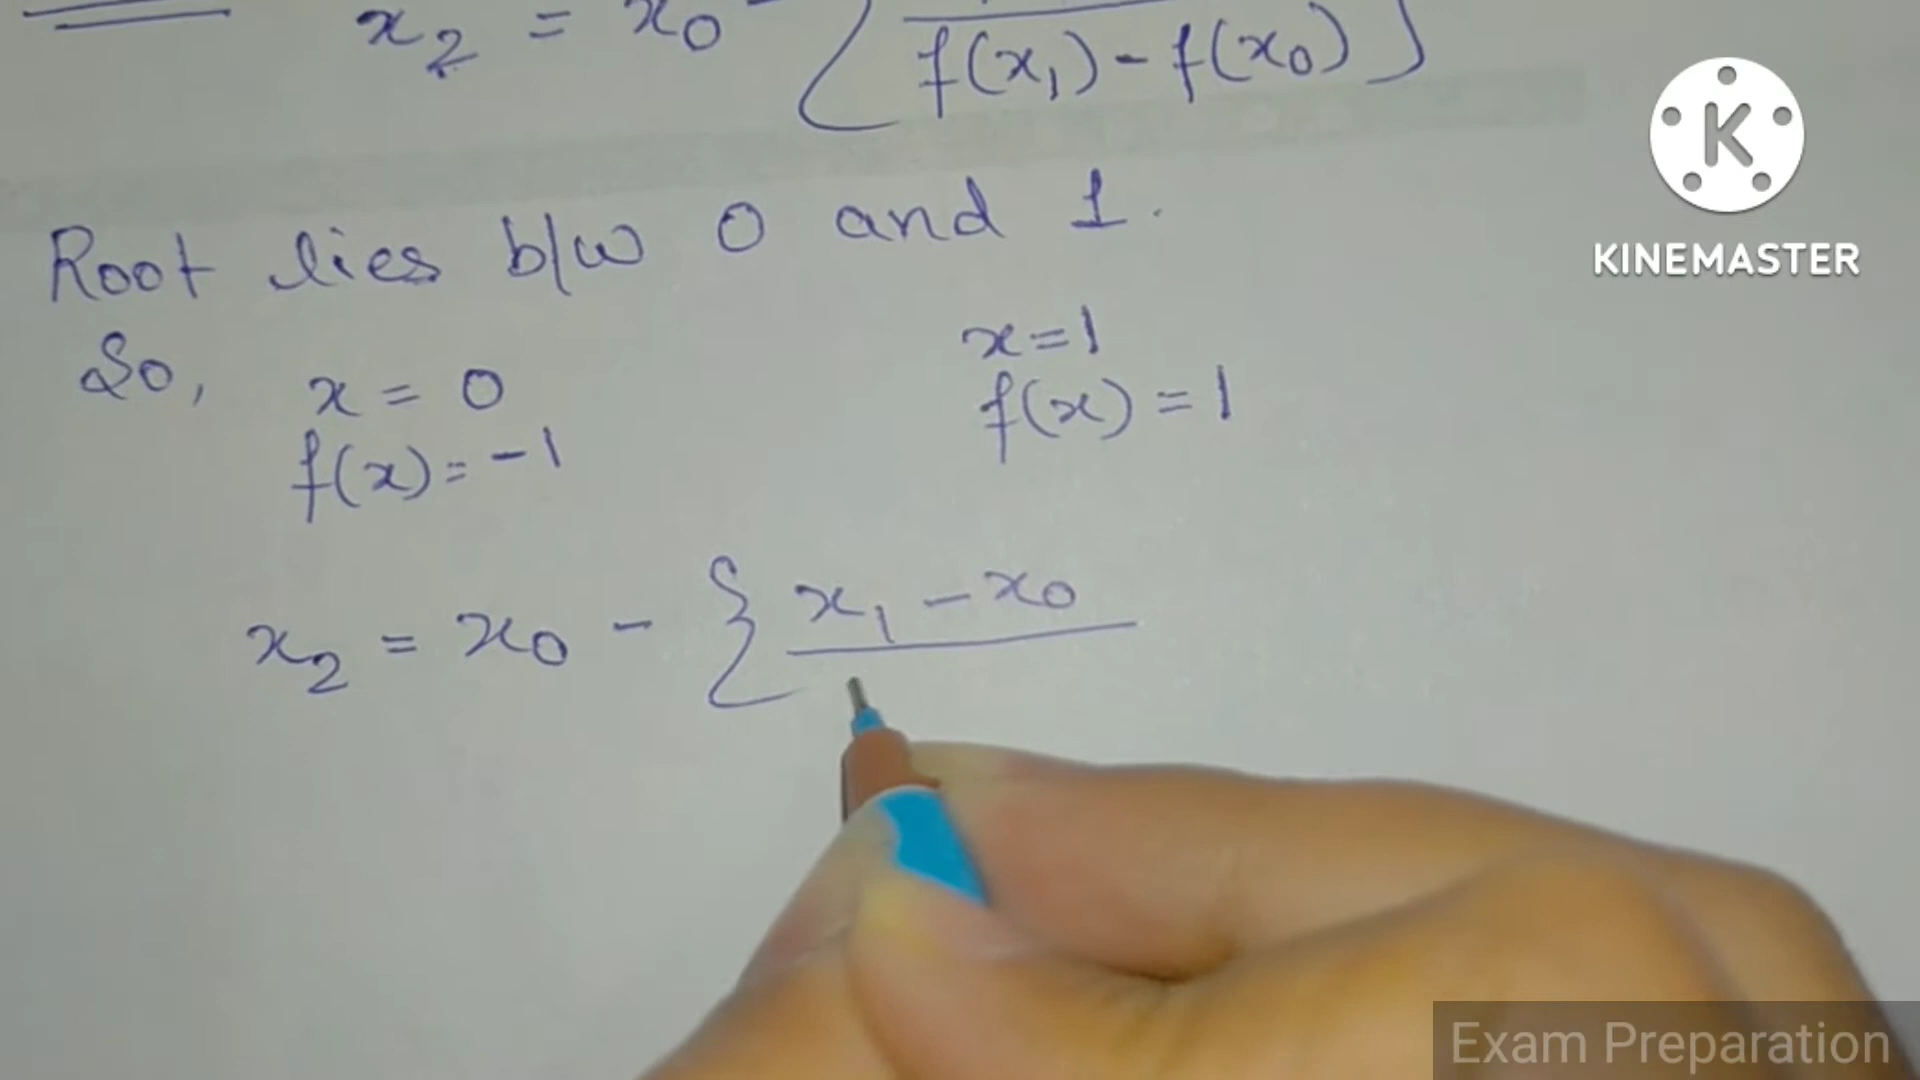 x₂ = x₀ - {
f(x₁) - f(x₀) }
Root lies b/w 0 and 1.
So, x = 0
f(x) = -1
x = 1
f(x) = 1
x₂ = x₀ - { x₁ - x₀
KINEMASTER
Exam Preparation